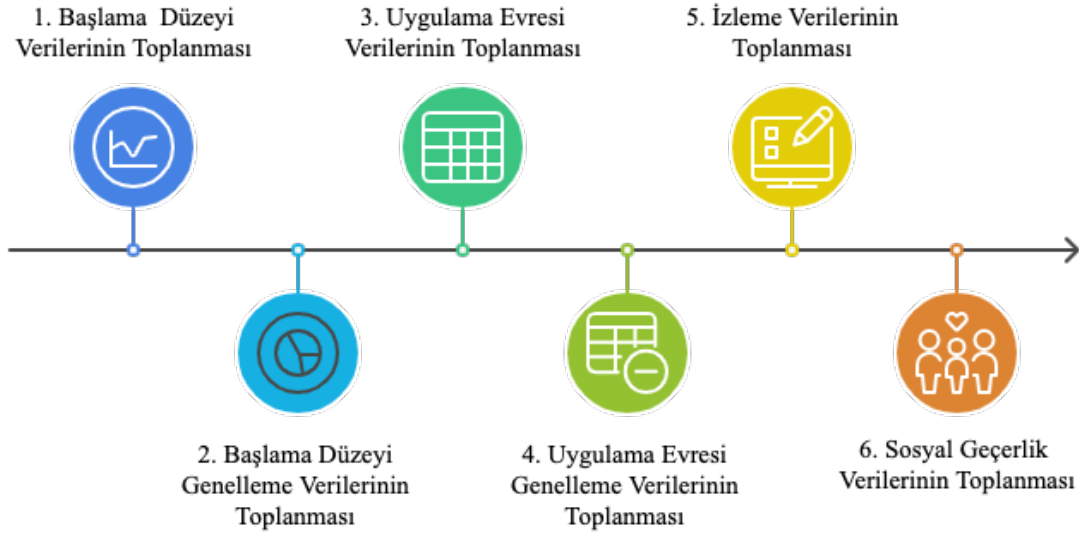 1. Başlama Düzeyi
Verilerinin Toplanması
3. Uygulama Evresi
Verilerinin Toplanması
5. İzleme Verilerinin
Toplanması
2. Başlama Düzeyi
Genelleme Verilerinin
Toplanması
4. Uygulama Evresi
Genelleme Verilerinin
Toplanması
6. Sosyal Geçerlik
Verilerinin Toplanması